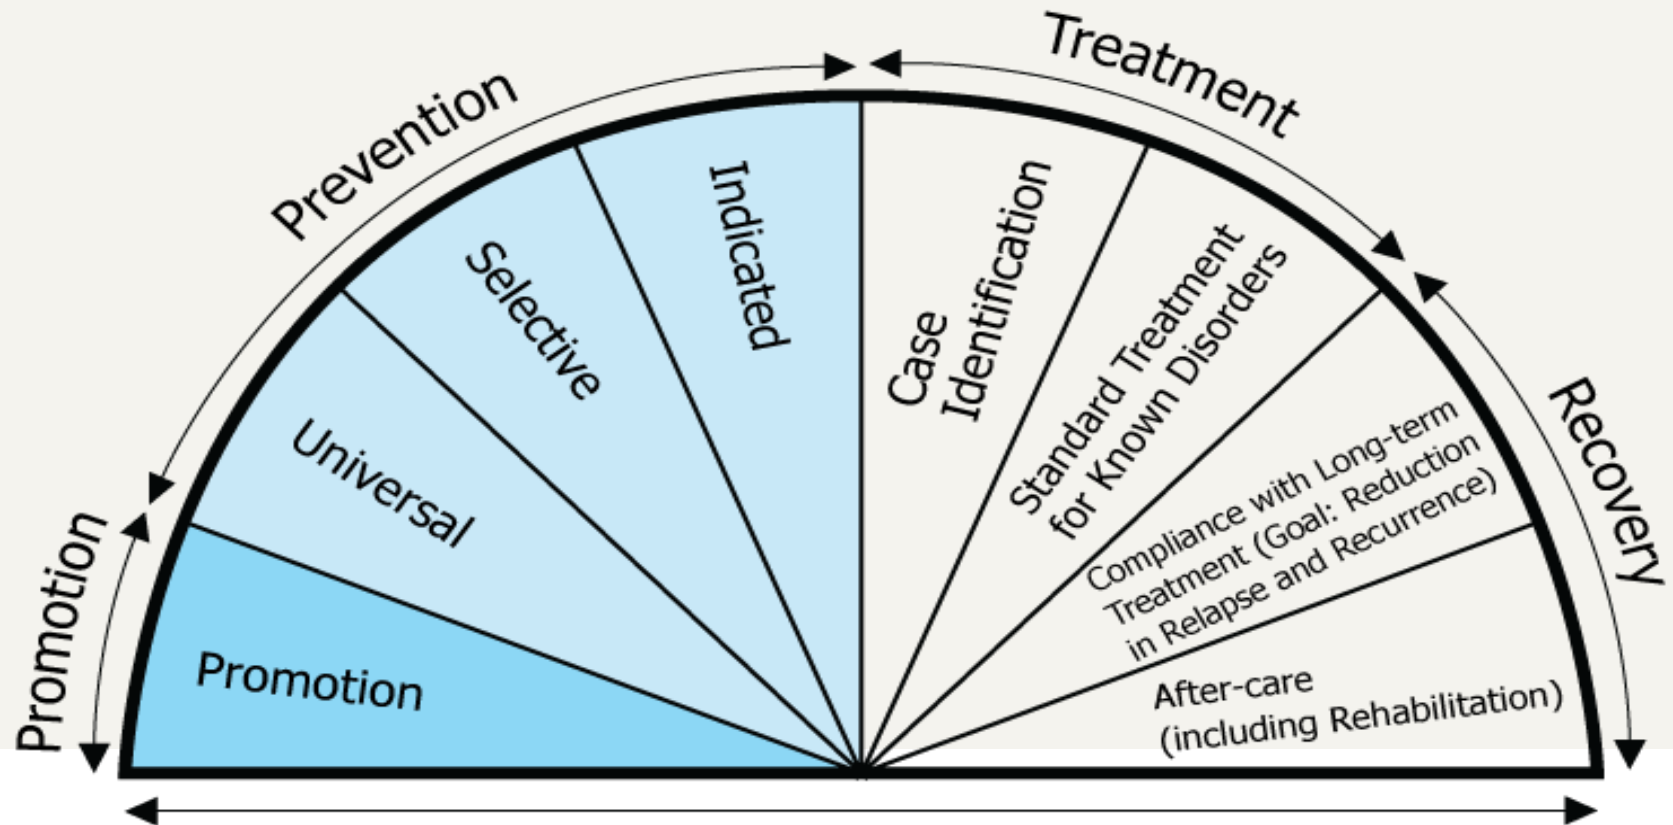 Promotion
Prevention
Treatment
Recovery
Promotion
Universal
Selective
Indicated
Case
Identification
Standard Treatment
for Known Disorders
Compliance with Long-term
Treatment (Goal: Reduction
in Relapse and Recurrence)
After-care
(including Rehabilitation)